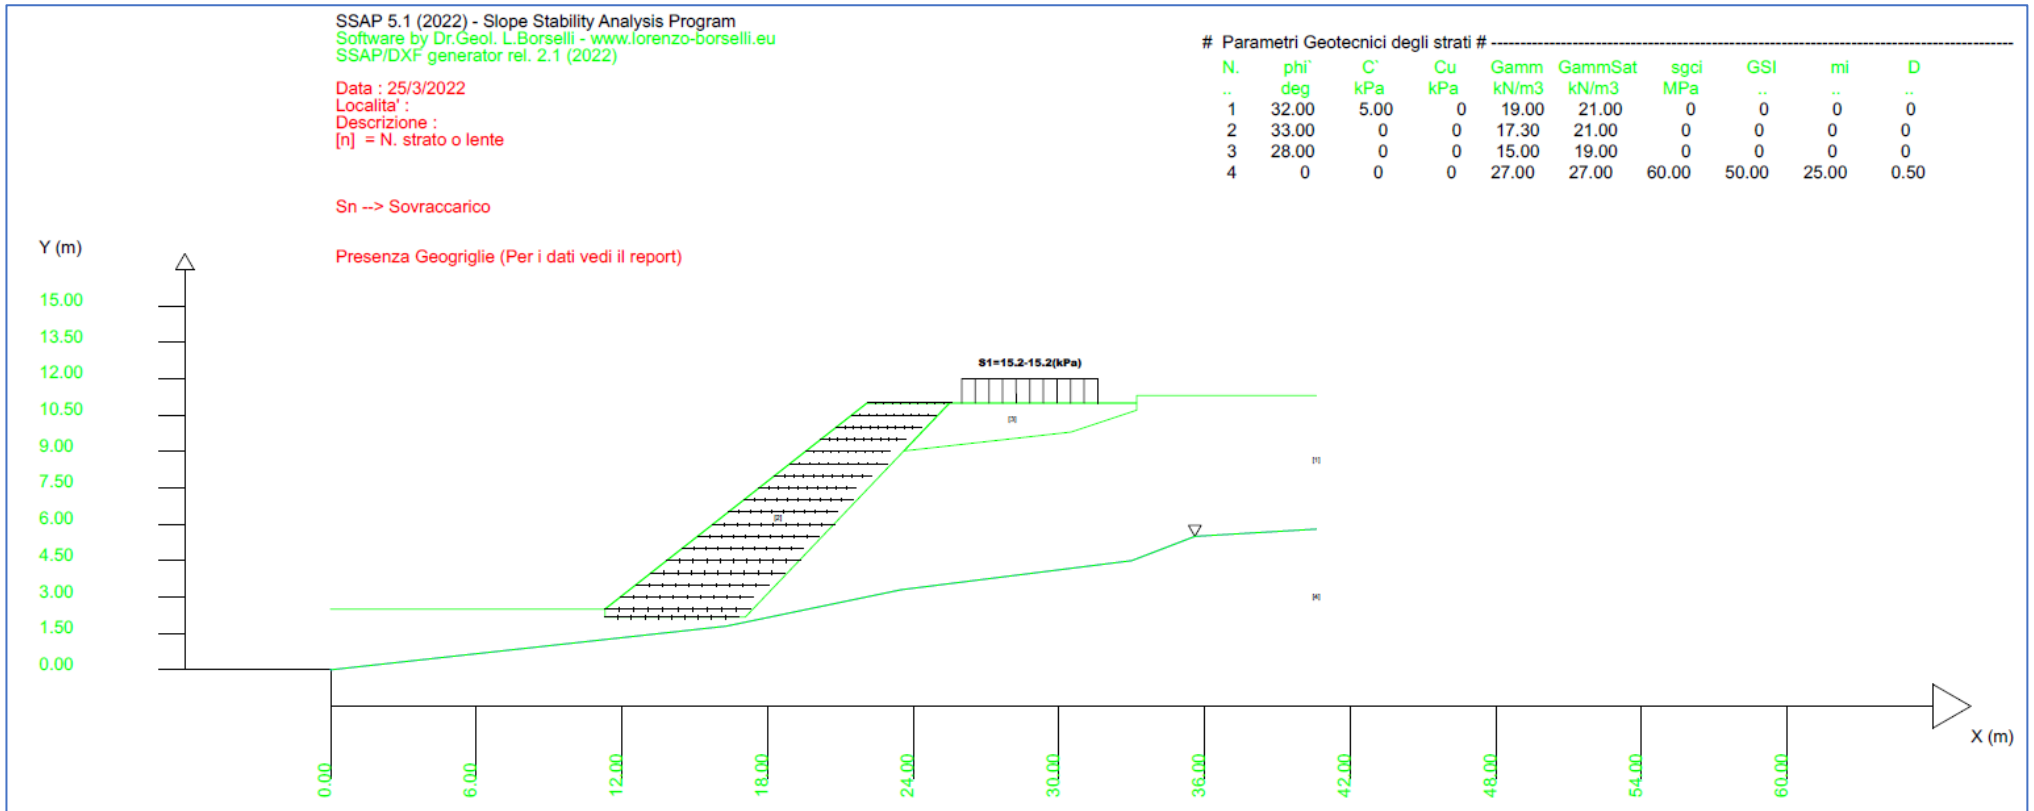 SSAP 5.1 (2022) - Slope Stability Analysis Program
Software by Dr.Geol. L.Borselli - www.lorenzo-borselli.eu
SSAP/DXF generator rel. 2.1 (2022)
Data : 25/3/2022
Localita' :
Descrizione :
[n] = N. strato o lente
Sn --> Sovraccarico
Presenza Geogriglie (Per i dati vedi il report)
# Parametri Geotecnici degli strati # ------------------------------------------------------------
N. phi` C` Cu Gamm GammSat sgci GSI mi D
.. deg kPa kPa kN/m3 kN/m3 MPa .. .. ..
1 32.00 5.00 0 19.00 21.00 0 0 0 0
2 33.00 0 0 17.30 21.00 0 0 0 0
3 28.00 0 0 15.00 19.00 0 0 0 0
4 0 0 0 27.00 27.00 60.00 50.00 25.00 0.50
Y (m)
15.00
13.50
12.00
10.50
9.00
7.50
6.00
4.50
3.00
1.50
0.00
S1=15.2-15.2(kPa)
[3]
[1]
[2]
[4]
0.00 6.00 12.00 18.00 24.00 30.00 36.00 42.00 48.00 54.00 60.00
X (m)